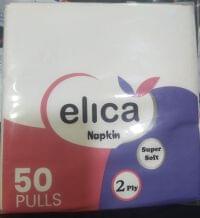 elica
Napkin
Super
Soft
50
PULLS
2 Ply